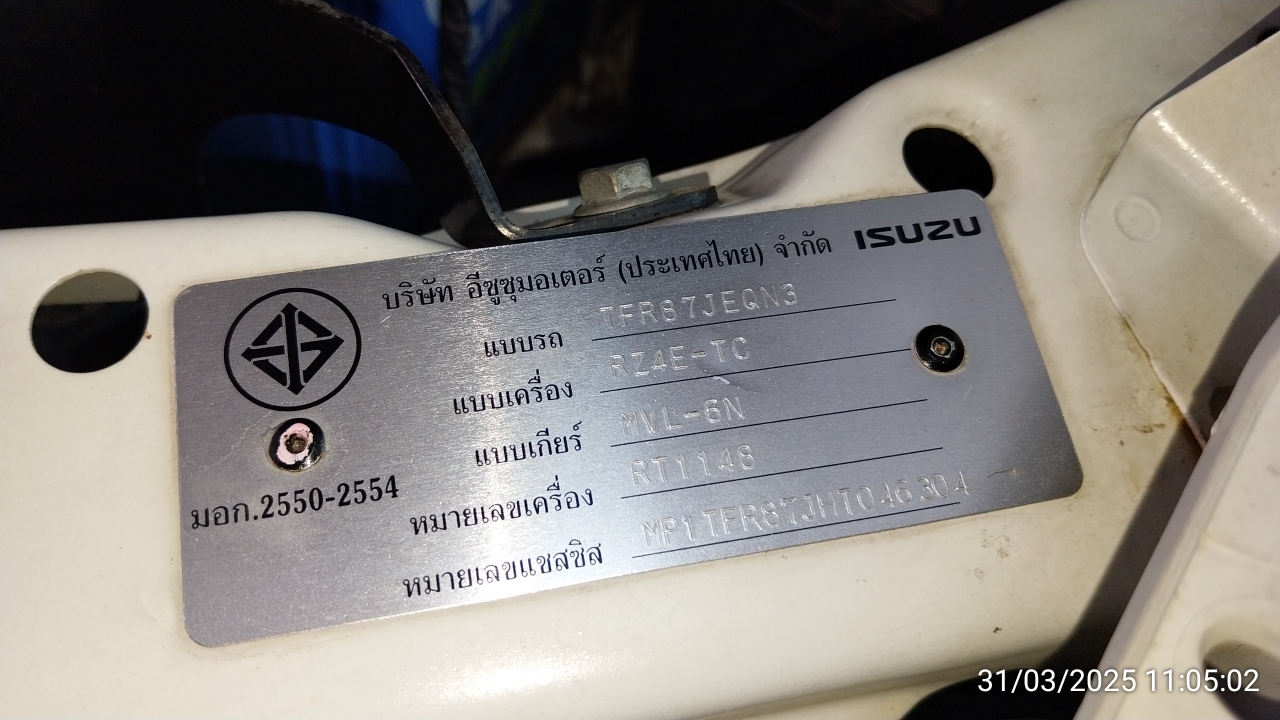 บริษัท อีซูซุมอเตอร์ (ประเทศไทย) จำกัด ISUZU
แบบรถ TFR87JEQN3
แบบเครื่อง RZ4E-TC
แบบเกียร์ MVL-6N
หมายเลขเครื่อง RT1148
หมายเลขแชสซิส MP1TFR87JHT046304
มอก.2550-2554
31/03/2025 11:05:02